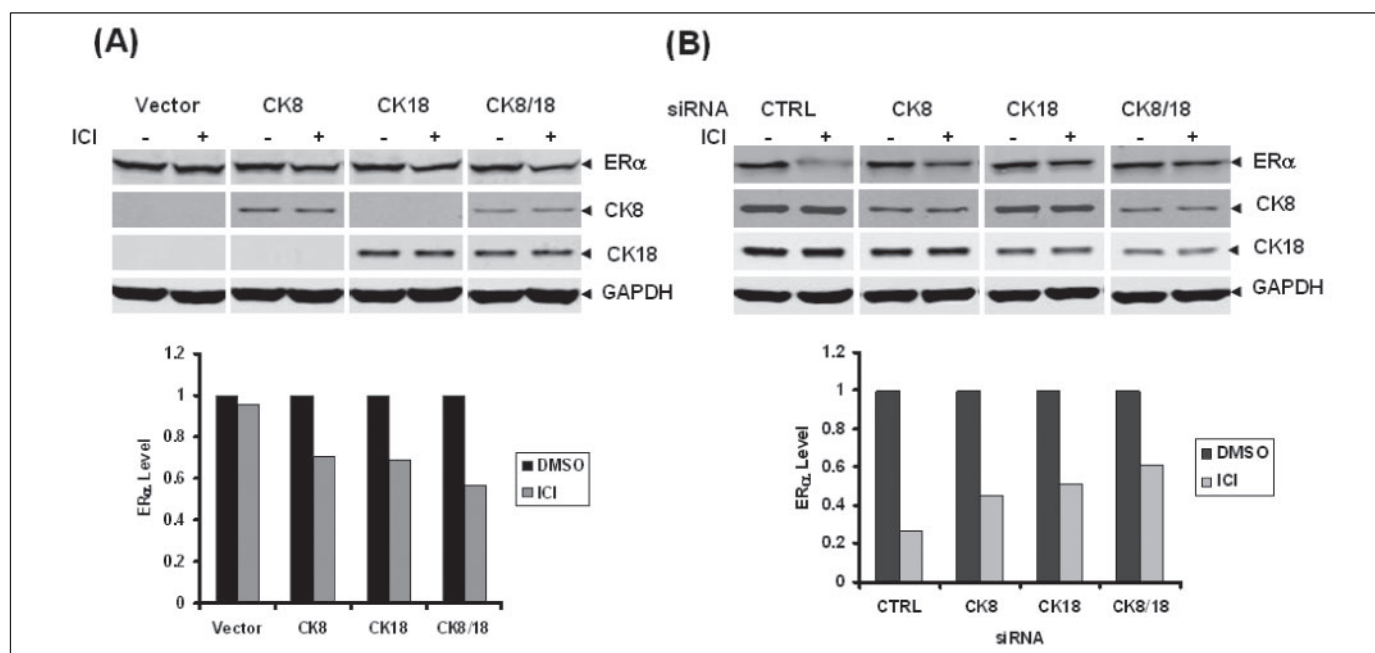 (A)
Vector CK8 CK18 CK8/18
ICI - + - + - + - +
ERα
CK8
CK18
GAPDH
1.2
1
0.8
0.6
0.4
0.2
0
ERα Level
DMSO
ICI
Vector CK8 CK18 CK8/18
(B)
siRNA CTRL CK8 CK18 CK8/18
ICI - + - + - + - +
ERα
CK8
CK18
GAPDH
1.2
1
0.8
0.6
0.4
0.2
0
ERα Level
DMSO
ICI
CTRL CK8 CK18 CK8/18
siRNA